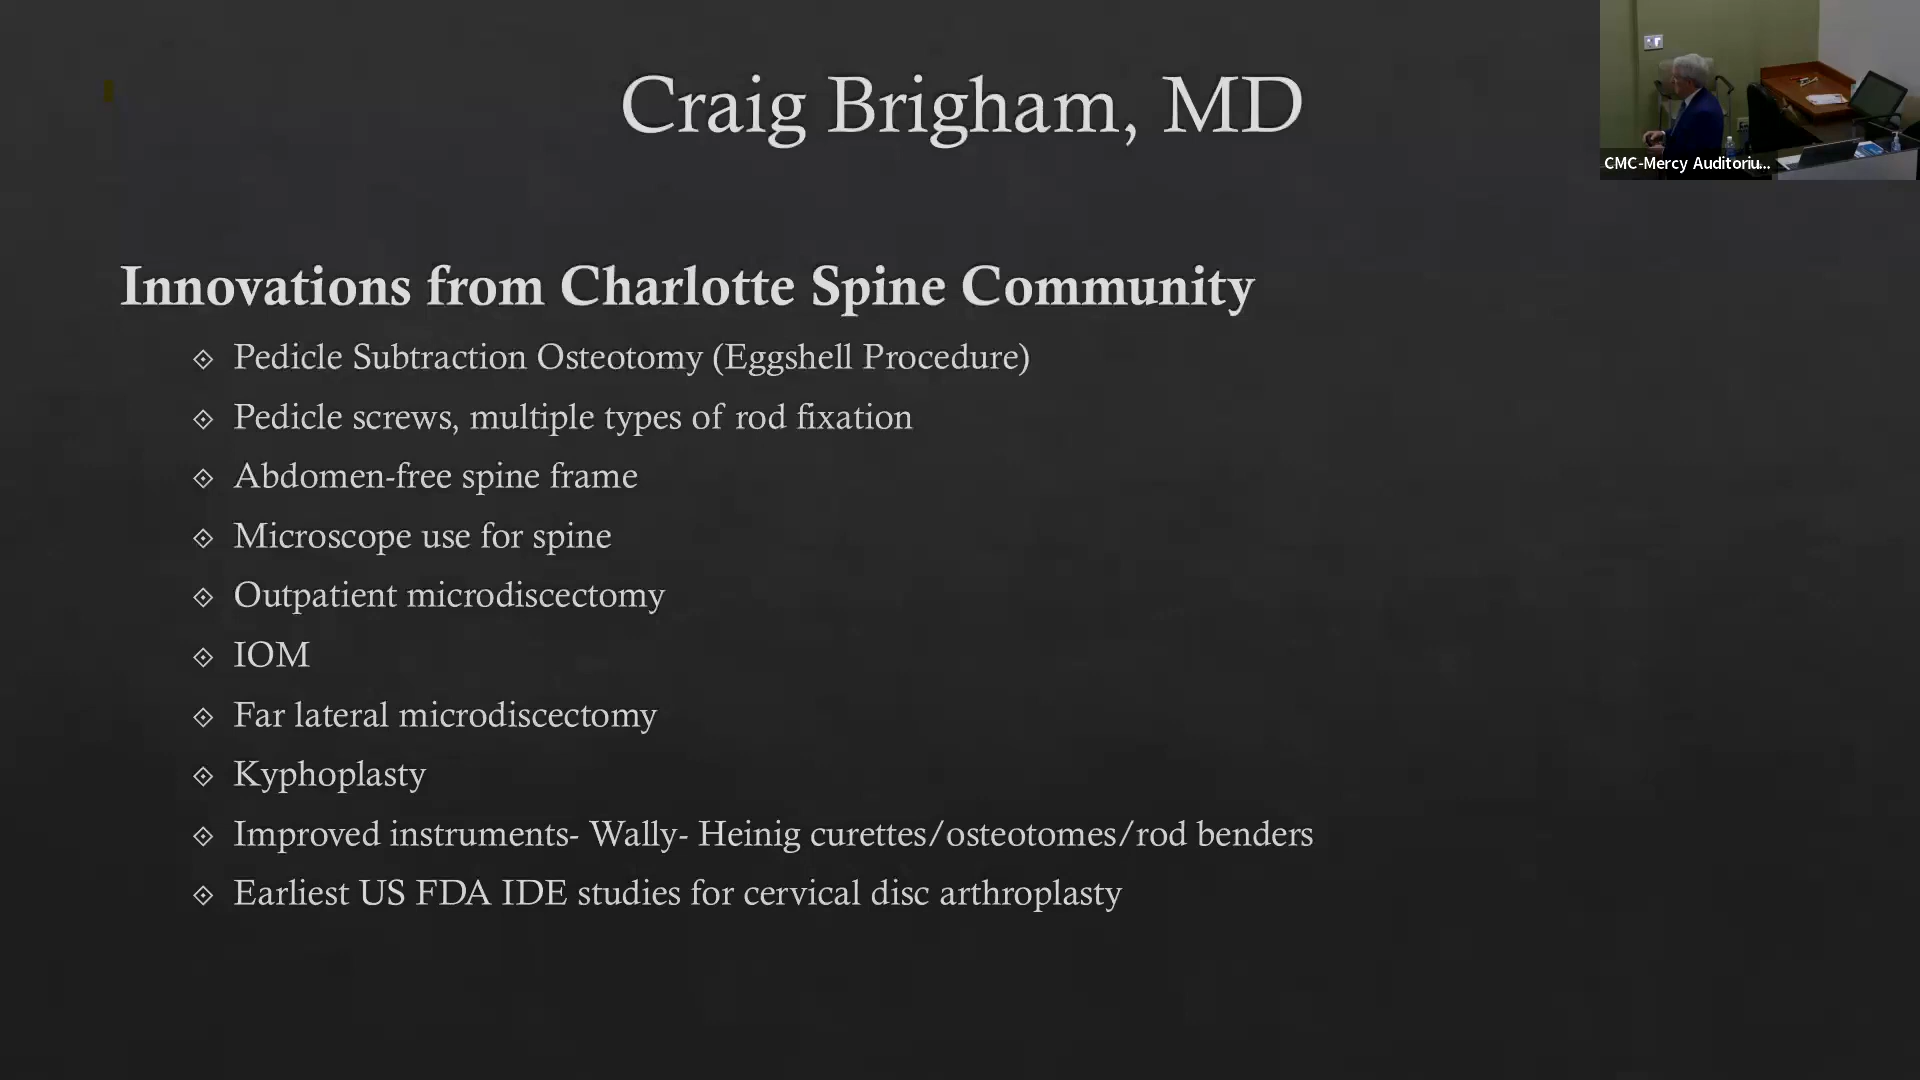 Craig Brigham, MD
CMC-Mercy Auditoriu...
Innovations from Charlotte Spine Community
Pedicle Subtraction Osteotomy (Eggshell Procedure)
Pedicle screws, multiple types of rod fixation
Abdomen-free spine frame
Microscope use for spine
Outpatient microdiscectomy
IOM
Far lateral microdiscectomy
Kyphoplasty
Improved instruments- Wally- Heinig curettes/osteotomes/rod benders
Earliest US FDA IDE studies for cervical disc arthroplasty